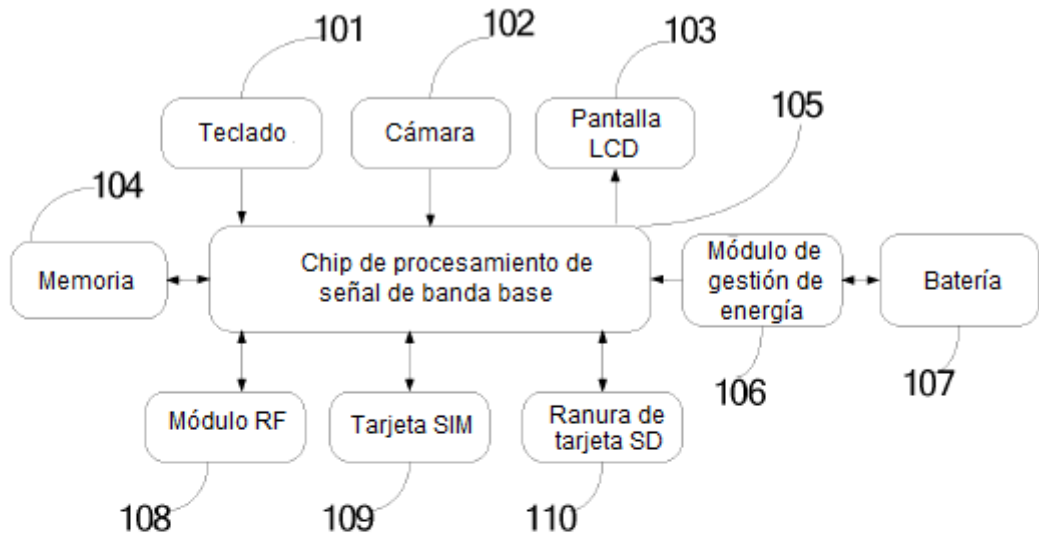 101
102
103
105
Teclado
Cámara
Pantalla
LCD
104
Memoria
Chip de procesamiento de
señal de banda base
Módulo de
gestión de
energía
Batería
106
107
Módulo RF
Tarjeta SIM
Ranura de
tarjeta SD
108
109
110